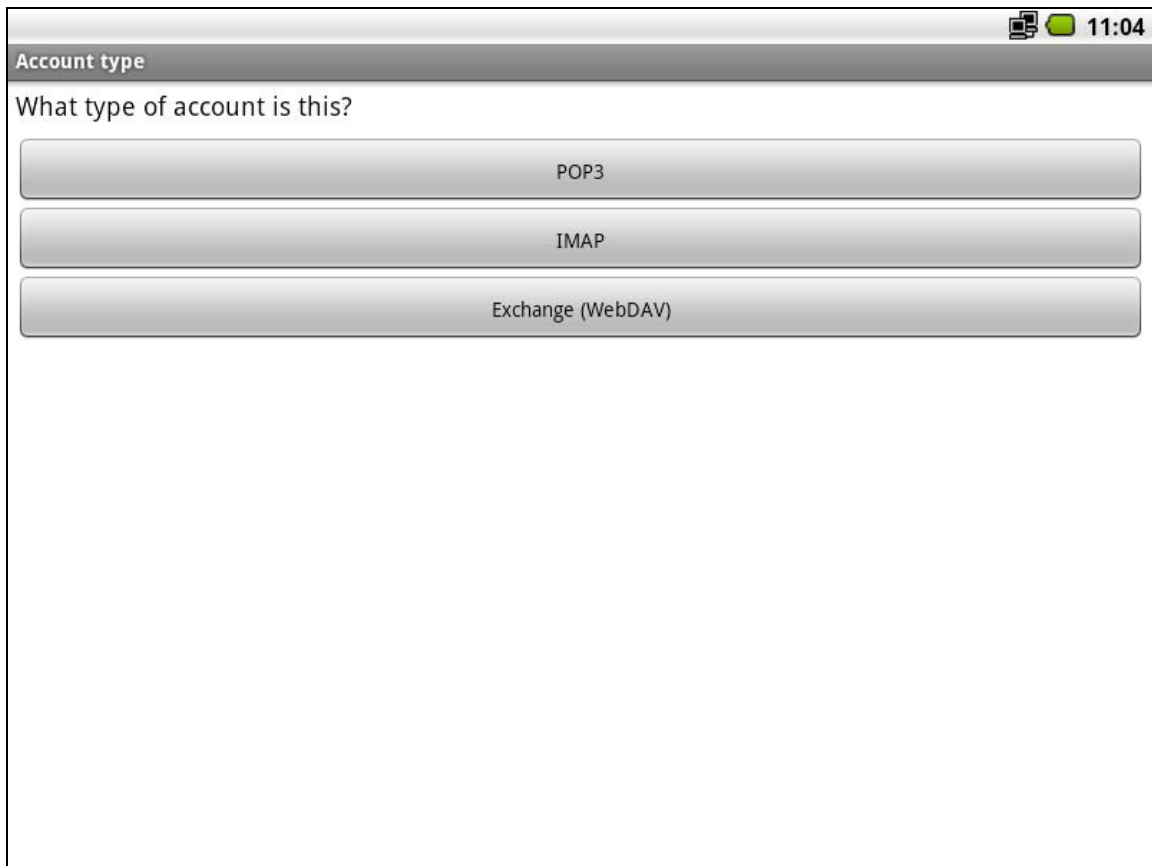 11:04
Account type
What type of account is this?
POP3
IMAP
Exchange (WebDAV)